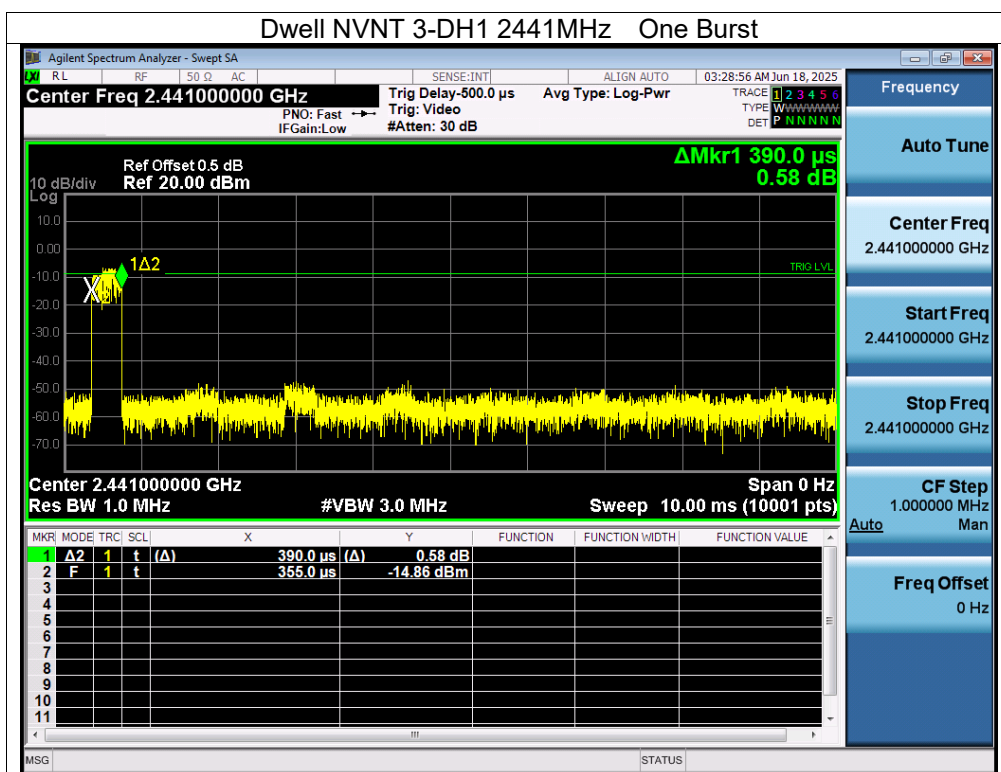 Dwell NVNT 3-DH1 2441MHz One Burst
Agilent Spectrum Analyzer - Swept SA
LXI RL RF 50 Ω AC SENSE:INT ALIGN AUTO 03:28:56 AM Jun 18, 2025
Center Freq 2.441000000 GHz Trig Delay-500.0 µs Avg Type: Log-Pwr TRACE 1 2 3 4 5 6
PNO: Fast Trig: Video TYPE WWWWWWW
IFGain:Low #Atten: 30 dB DET P N N N N N
Frequency
Ref Offset 0.5 dB ΔMkr1 390.0 µs
10 dB/div Ref 20.00 dBm 0.58 dB
Log
10.0
0.00
1Δ2
TRIG LVL
-10.0
-20.0
-30.0
-40.0
-50.0
-60.0
-70.0
Center 2.441000000 GHz Span 0 Hz
Res BW 1.0 MHz #VBW 3.0 MHz Sweep 10.00 ms (10001 pts)
MKR MODE TRC SCL X Y FUNCTION FUNCTION WIDTH FUNCTION VALUE
1 Δ2 1 t (Δ) 390.0 µs (Δ) 0.58 dB
2 F 1 t 355.0 µs -14.86 dBm
3
4
5
6
7
8
9
10
11
Auto Tune
Center Freq
2.441000000 GHz
Start Freq
2.441000000 GHz
Stop Freq
2.441000000 GHz
CF Step
1.000000 MHz
Auto Man
Freq Offset
0 Hz
MSG STATUS